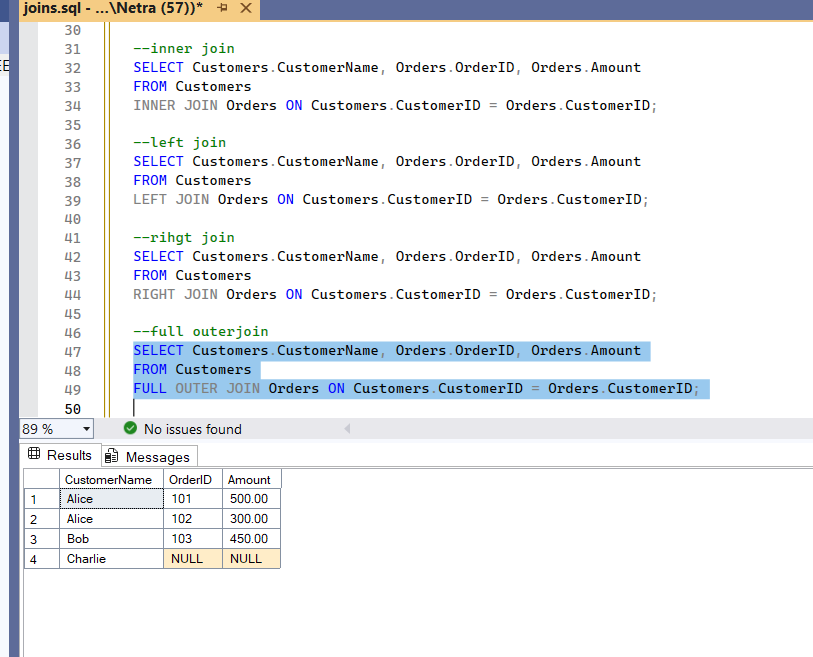 joins.sql - ...\Netra (57))*
30
31 --inner join
32 SELECT Customers.CustomerName, Orders.OrderID, Orders.Amount
33 FROM Customers
34 INNER JOIN Orders ON Customers.CustomerID = Orders.CustomerID;
35
36 --left join
37 SELECT Customers.CustomerName, Orders.OrderID, Orders.Amount
38 FROM Customers
39 LEFT JOIN Orders ON Customers.CustomerID = Orders.CustomerID;
40
41 --rihgt join
42 SELECT Customers.CustomerName, Orders.OrderID, Orders.Amount
43 FROM Customers
44 RIGHT JOIN Orders ON Customers.CustomerID = Orders.CustomerID;
45
46 --full outerjoin
47 SELECT Customers.CustomerName, Orders.OrderID, Orders.Amount
48 FROM Customers
49 FULL OUTER JOIN Orders ON Customers.CustomerID = Orders.CustomerID;
50
89 % No issues found
Results Messages
CustomerName OrderID Amount
1 Alice 101 500.00
2 Alice 102 300.00
3 Bob 103 450.00
4 Charlie NULL NULL